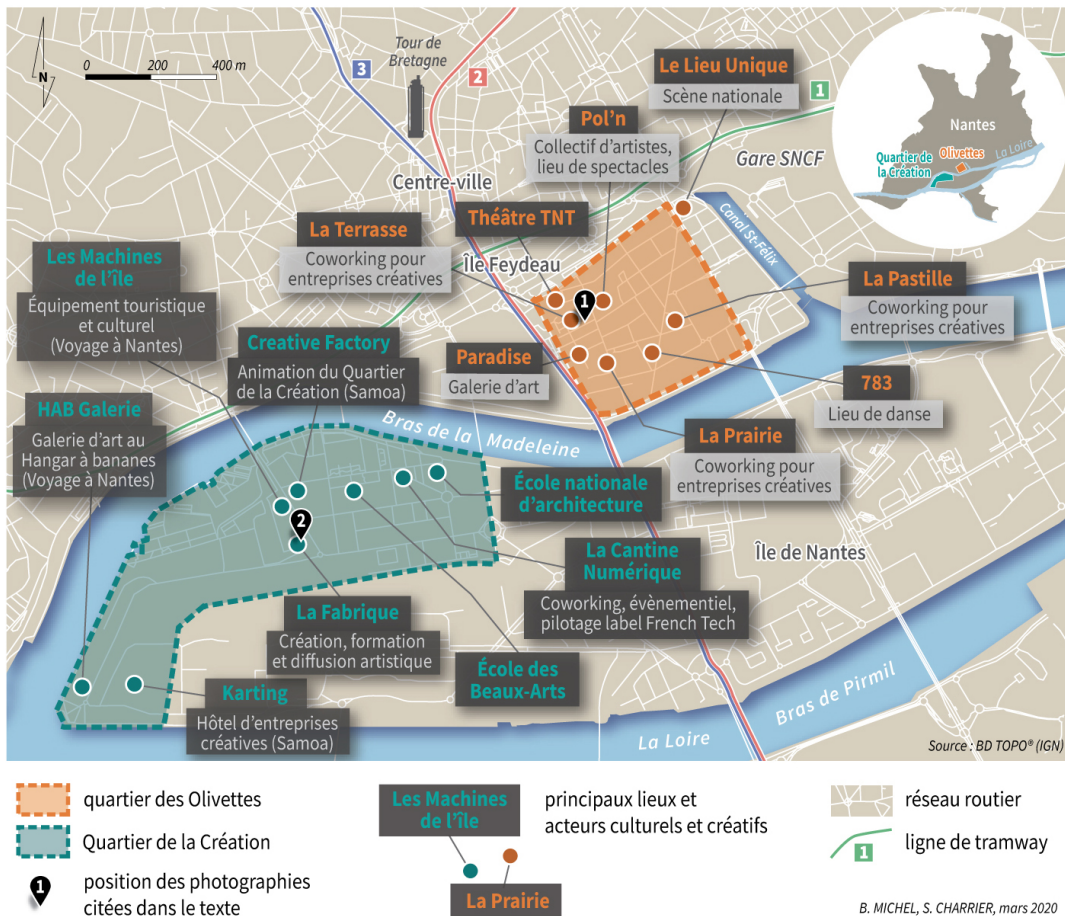 N
0 200 400 m
Tour de
Bretagne
3
2
1
Le Lieu Unique
Scène nationale
Pol’n
Collectif d’artistes,
lieu de spectacles
Gare SNCF
Nantes
Olivettes
La Loire
Quartier de
la Création
Centre-ville
Théâtre TNT
Canal St-Félix
La Terrasse
Coworking pour
entreprises créatives
Île Feydeau
Les Machines
de l’île
Équipement touristique
et culturel
(Voyage à Nantes)
La Pastille
Coworking pour
entreprises créatives
1
Creative Factory
Animation du Quartier
de la Création (Samoa)
Paradise
Galerie d’art
783
Lieu de danse
HAB Galerie
Galerie d’art au
Hangar à bananes
(Voyage à Nantes)
Bras de la Madeleine
La Prairie
Coworking pour
entreprises créatives
École nationale
d’architecture
2
Île de Nantes
La Cantine
Numérique
Coworking, évènementiel,
pilotage label French Tech
La Fabrique
Création, formation
et diffusion artistique
École des
Beaux-Arts
Karting
Hôtel d’entreprises
créatives (Samoa)
Bras de Pirmil
La Loire
Source : BD TOPO® (IGN)
quartier des Olivettes
Quartier de la Création
1
position des photographies
citées dans le texte
Les Machines
de l’île
La Prairie
principaux lieux et
acteurs culturels et créatifs
réseau routier
1
ligne de tramway
B. MICHEL, S. CHARRIER, mars 2020